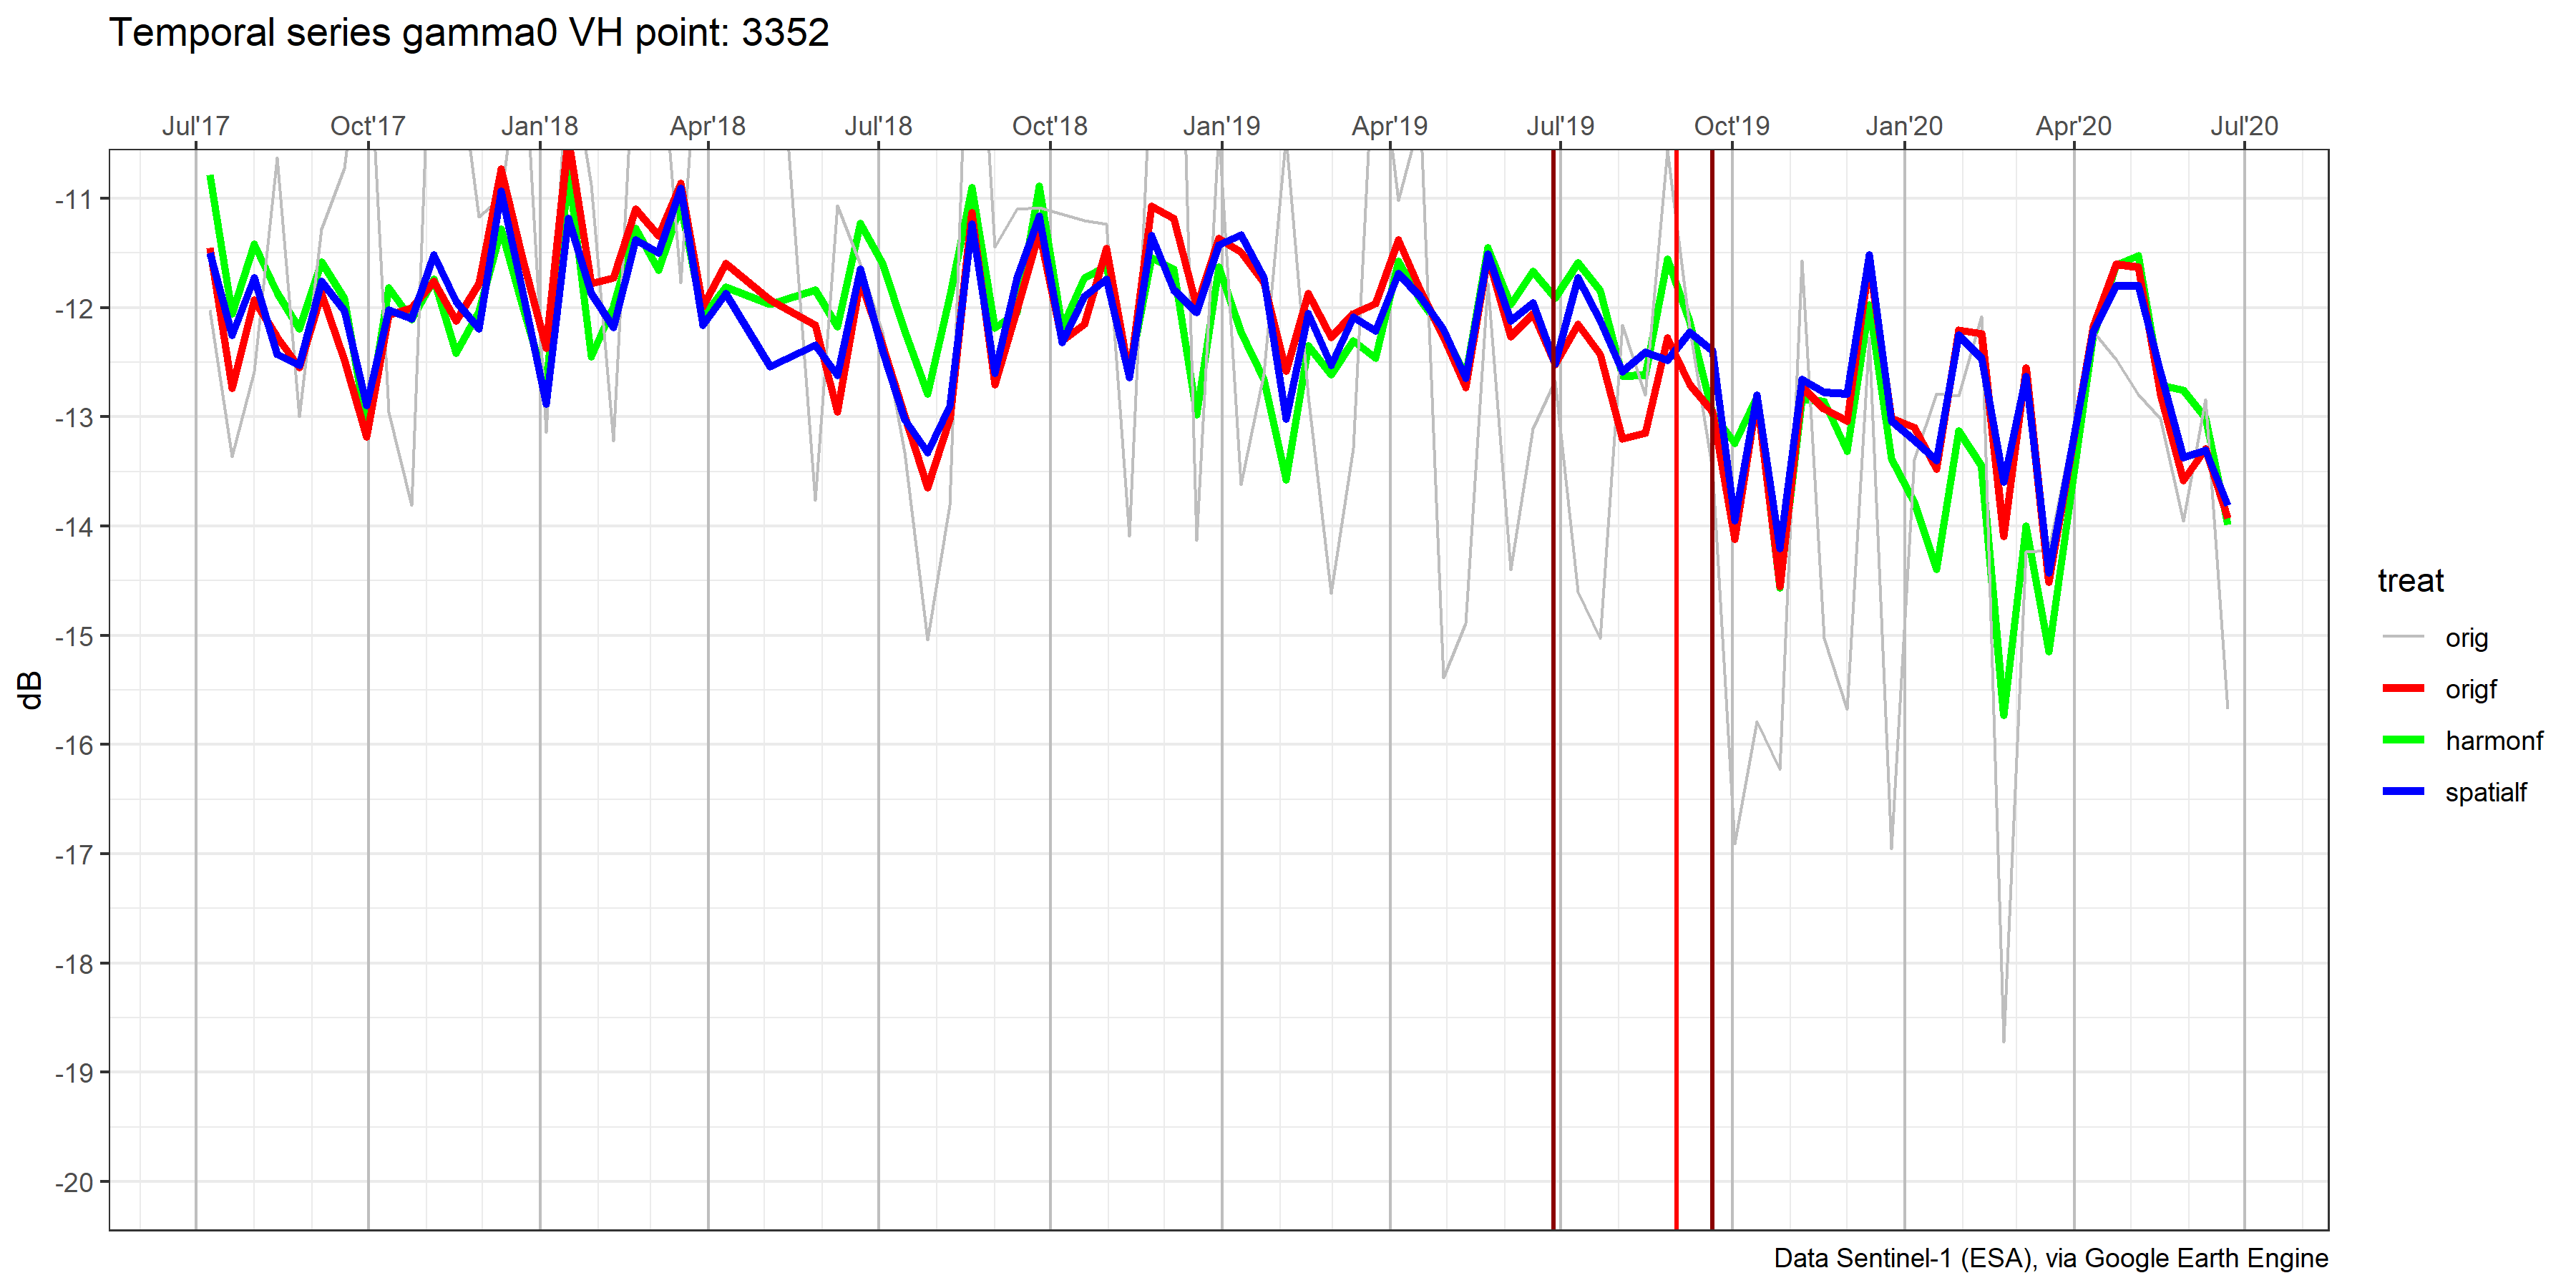 Temporal series gamma0 VH point: 3352
Jul'17 Oct'17 Jan'18 Apr'18 Jul'18 Oct'18 Jan'19 Apr'19 Jul'19 Oct'19 Jan'20 Apr'20 Jul'20
-11
-12
-13
-14
-15
-16
-17
-18
-19
-20
dB
treat
orig
origf
harmonf
spatialf
Data Sentinel-1 (ESA), via Google Earth Engine